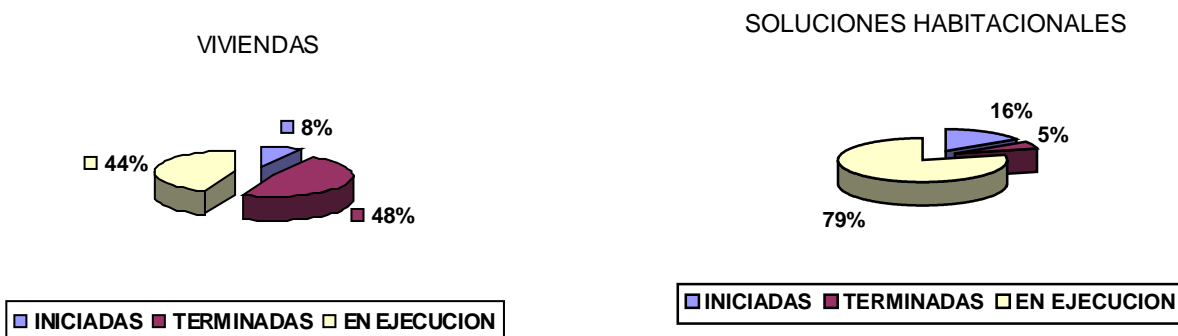 VIVIENDAS
8%
44%
48%
INICIADAS TERMINADAS EN EJECUCION
SOLUCIONES HABITACIONALES
16%
5%
79%
INICIADAS TERMINADAS EN EJECUCION